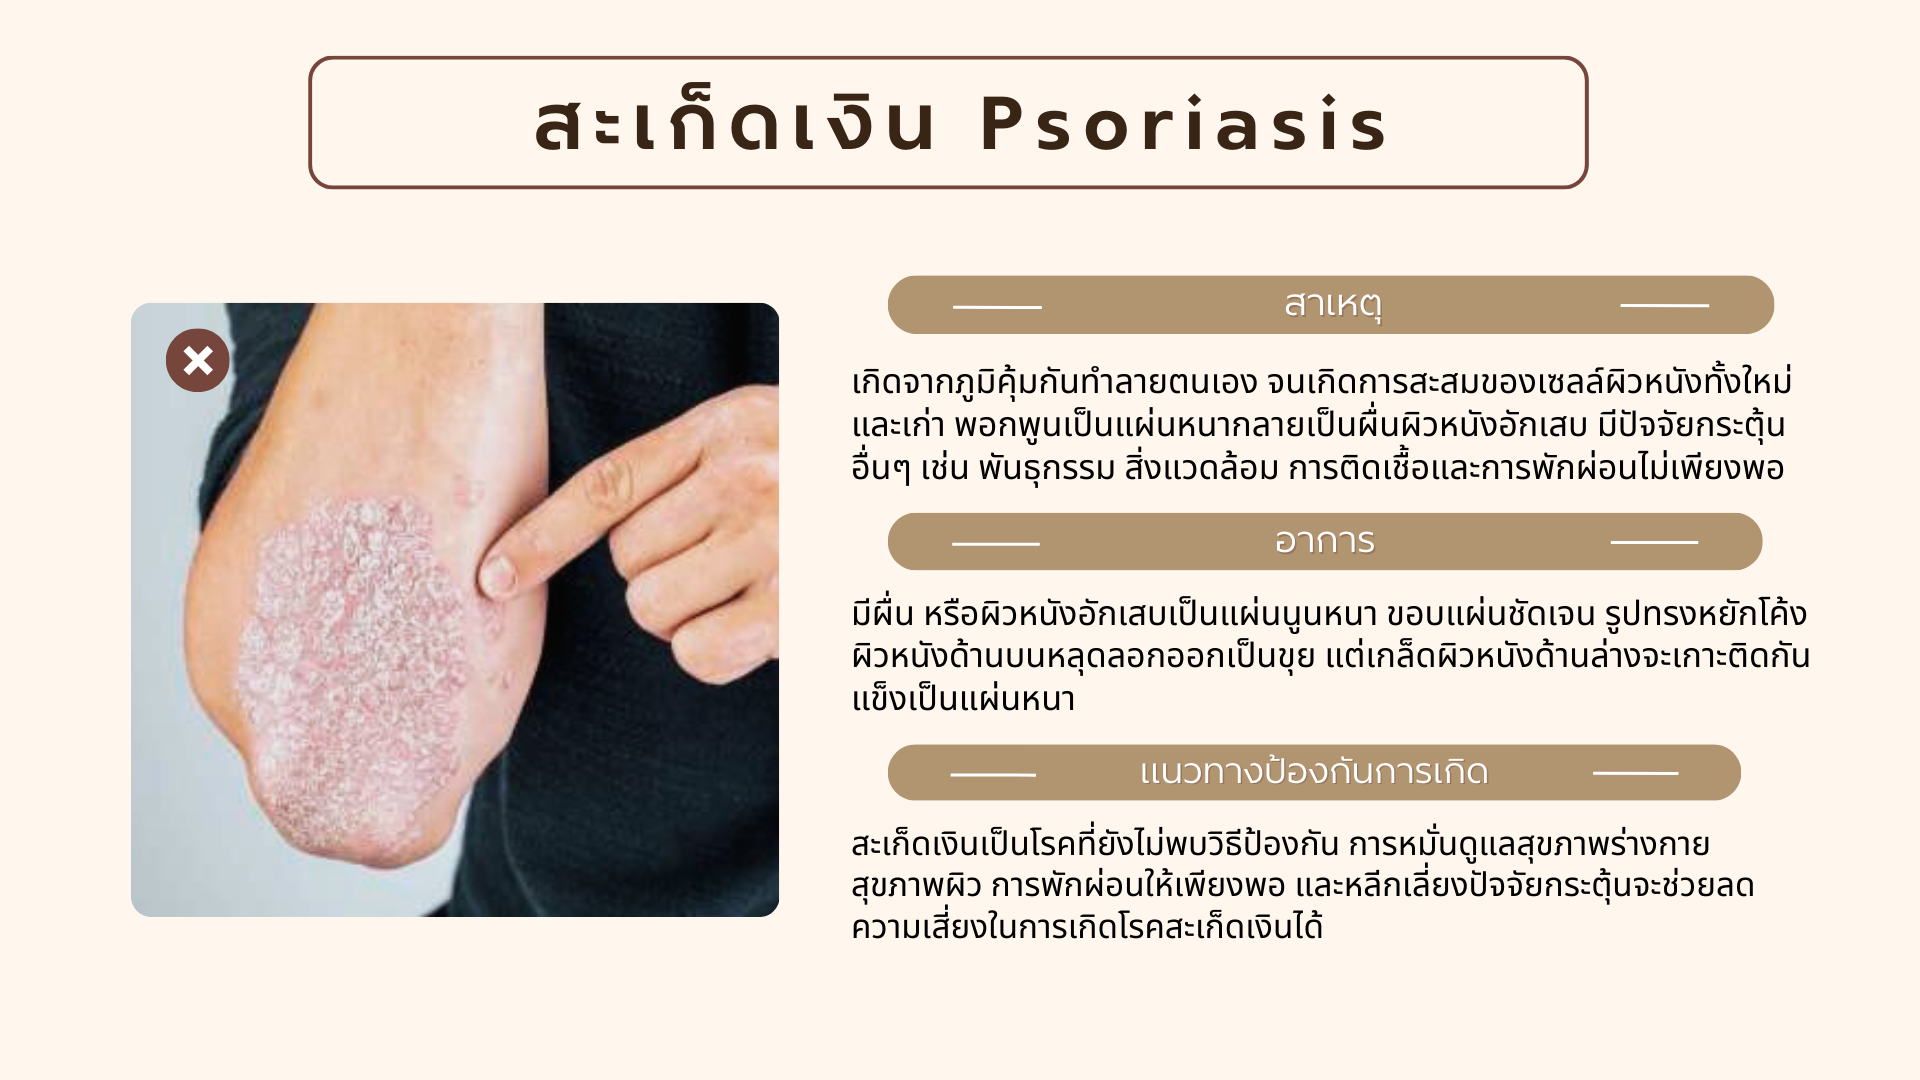 สะเก็ดเงิน Psoriasis
สาเหตุ
เกิดจากภูมิคุ้มกันทำลายตนเอง จนเกิดการสะสมของเซลล์ผิวหนังทั้งใหม่
และเก่า พอกพูนเป็นแผ่นหนากลายเป็นผื่นผิวหนังอักเสบ มีปัจจัยกระตุ้น
อื่นๆ เช่น พันธุกรรม สิ่งแวดล้อม การติดเชื้อและการพักผ่อนไม่เพียงพอ
อาการ
มีผื่น หรือผิวหนังอักเสบเป็นแผ่นนูนหนา ขอบแผ่นชัดเจน รูปทรงหยักโค้ง
ผิวหนังด้านบนหลุดลอกออกเป็นขุย แต่เกล็ดผิวหนังด้านล่างจะเกาะติดกัน
แข็งเป็นแผ่นหนา
แนวทางป้องกันการเกิด
สะเก็ดเงินเป็นโรคที่ยังไม่พบวิธีป้องกัน การหมั่นดูแลสุขภาพร่างกาย
สุขภาพผิว การพักผ่อนให้เพียงพอ และหลีกเลี่ยงปัจจัยกระตุ้นจะช่วยลด
ความเสี่ยงในการเกิดโรคสะเก็ดเงินได้